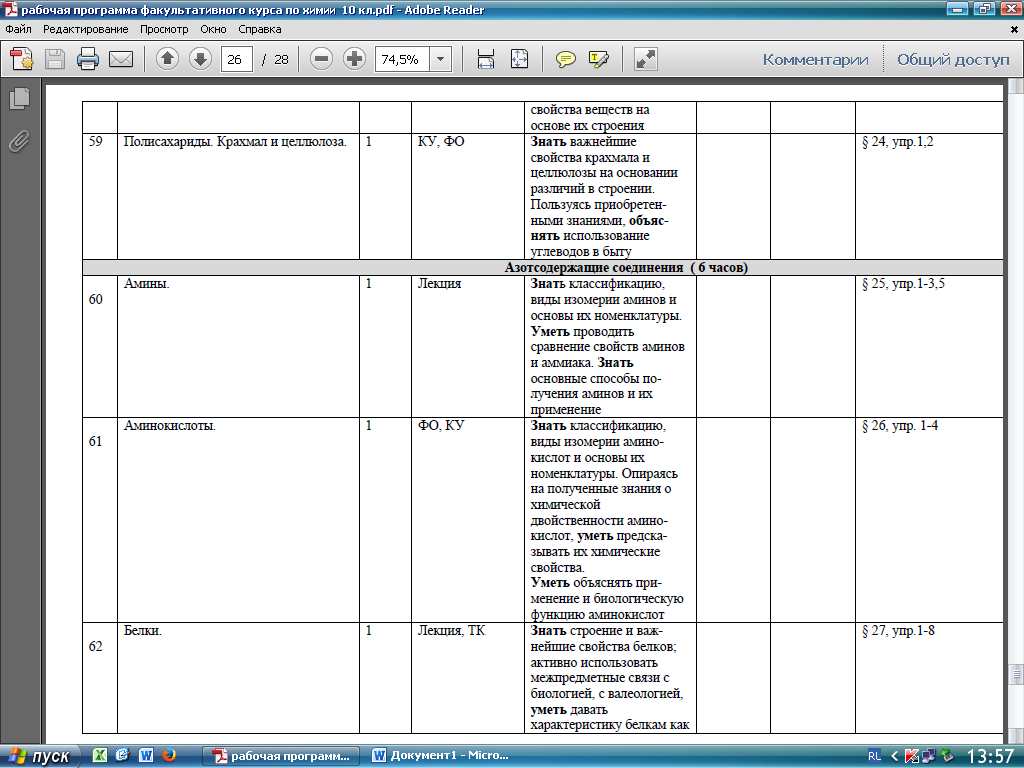 рабочая программа факультативного курса по химии 10 кл.pdf - Adobe Reader
Файл Редактирование Просмотр Окно Справка
26 / 28 74,5% Комментарии Общий доступ
свойства веществ на
основе их строения
59 Полисахариды. Крахмал и целлюлоза. 1 КУ, ФО Знать важнейшие § 24, упр.1,2
свойства крахмала и
целлюлозы на основании
различий в строении.
Пользуясь приобретен-
ными знаниями, объяс-
нять использование
углеводов в быту
Азотсодержащие соединения ( 6 часов)
Амины. 1 Лекция Знать классификацию, § 25, упр.1-3,5
60 виды изомерии аминов и
основы их номенклатуры.
Уметь проводить
сравнение свойств аминов
и аммиака. Знать
основные способы по-
лучения аминов и их
применение
Аминокислоты. 1 ФО, КУ Знать классификацию, § 26, упр. 1-4
61 виды изомерии амино-
кислот и основы их
номенклатуры. Опираясь
на полученные знания о
химической
двойственности амино-
кислот, уметь предска-
зывать их химические
свойства.
Уметь объяснять при-
менение и биологическую
функцию аминокислот
Белки. 1 Лекция, ТК Знать строение и важ- § 27, упр.1-8
62 нейшие свойства белков;
активно использовать
межпредметные связи с
биологией, с валеологией,
уметь давать
характеристику белкам как
пуск рабочая программ... Документ1 - Micro... RL 13:57